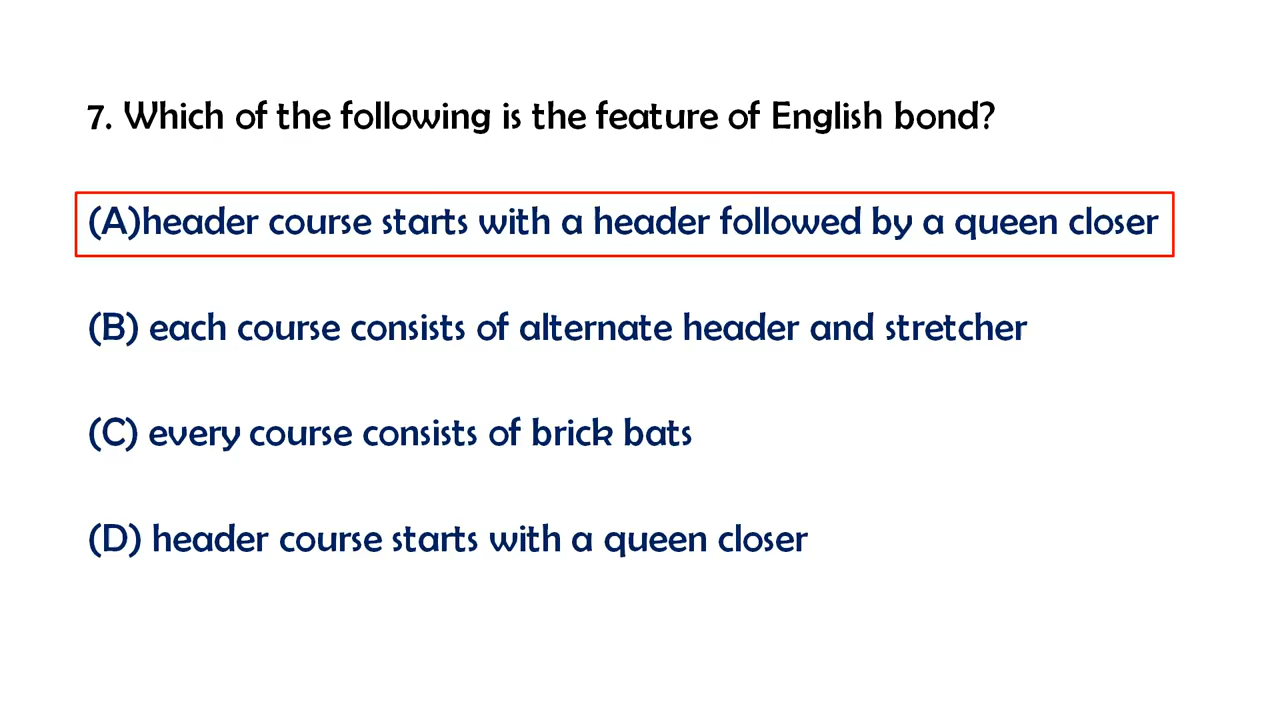 7. Which of the following is the feature of English bond?
(A)header course starts with a header followed by a queen closer
(B) each course consists of alternate header and stretcher
(C) every course consists of brick bats
(D) header course starts with a queen closer